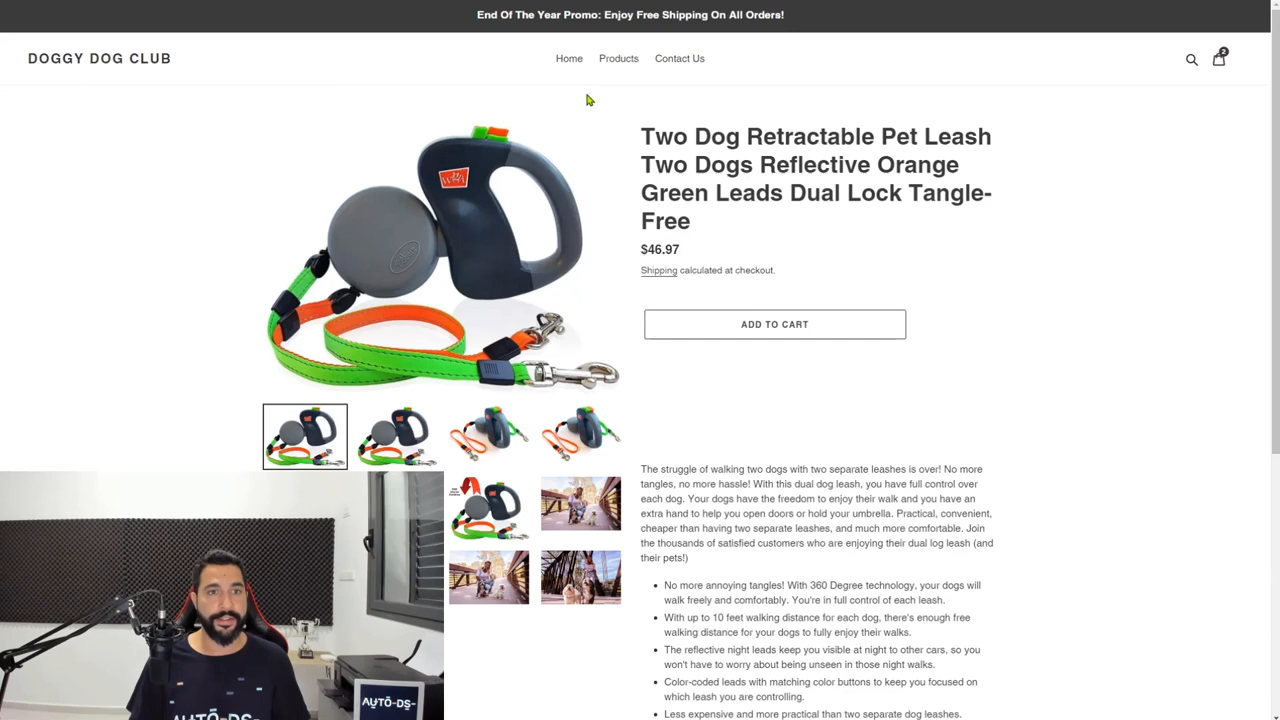 End Of The Year Promo: Enjoy Free Shipping On All Orders!
DOGGY DOG CLUB
Home
Products
Contact Us
2
Two Dog Retractable Pet Leash
Two Dogs Reflective Orange
Green Leads Dual Lock Tangle-
Free
$46.97
Shipping calculated at checkout.
ADD TO CART
The struggle of walking two dogs with two separate leashes is over! No more
tangles, no more hassle! With this dual dog leash, you have full control over
each dog. Your dogs have the freedom to enjoy their walk and you have an
extra hand to help you open doors or hold your umbrella. Practical, convenient,
cheaper than having two separate leashes, and much more comfortable. Join
the thousands of satisfied customers who are enjoying their dual log leash (and
their pets!)
No more annoying tangles! With 360 Degree technology, your dogs will
walk freely and comfortably. You're in full control of each leash.
With up to 10 feet walking distance for each dog, there's enough free
walking distance for your dogs to fully enjoy their walks.
The reflective night leads keep you visible at night to other cars, so you
won't have to worry about being unseen in those night walks.
Color-coded leads with matching color buttons to keep you focused on
which leash you are controlling.
Less expensive and more practical than two separate dog leashes.
AUTO-DS-
AUTO-DS-